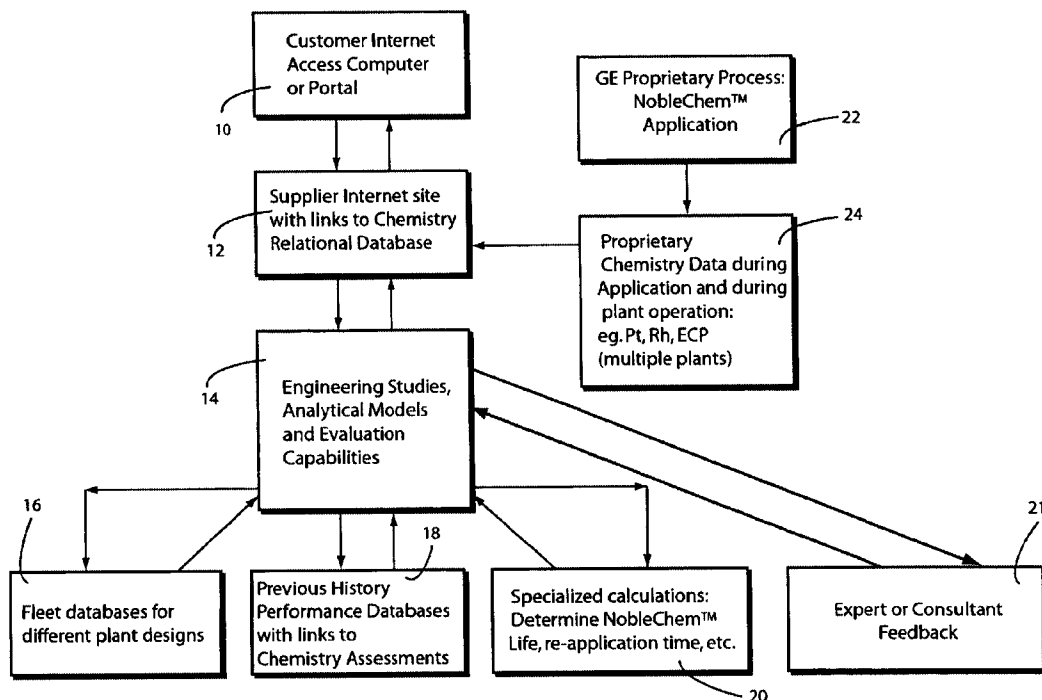 Customer Internet
Access Computer
or Portal
10
GE Proprietary Process:
NobleChem™
Application
22
Supplier Internet site
with links to Chemistry
Relational Database
12
24
Proprietary
Chemistry Data during
Application and during
plant operation:
eg. Pt, Rh, ECP
(multiple plants)
14
Engineering Studies,
Analytical Models
and Evaluation
Capabilities
16
Fleet databases for
different plant designs
18
Previous History
Performance Databases
with links to
Chemistry Assessments
Specialized calculations:
Determine NobleChem™
Life, re-application time, etc.
20
21
Expert or Consultant
Feedback